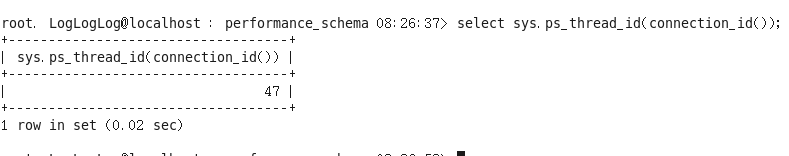 root. LogLogLog@localhost : performance_schema 08:26:37> select sys.ps_thread_id(connection_id());
+----------------------------------+
| sys.ps_thread_id(connection_id()) |
+----------------------------------+
| 47 |
+----------------------------------+
1 row in set (0.02 sec)